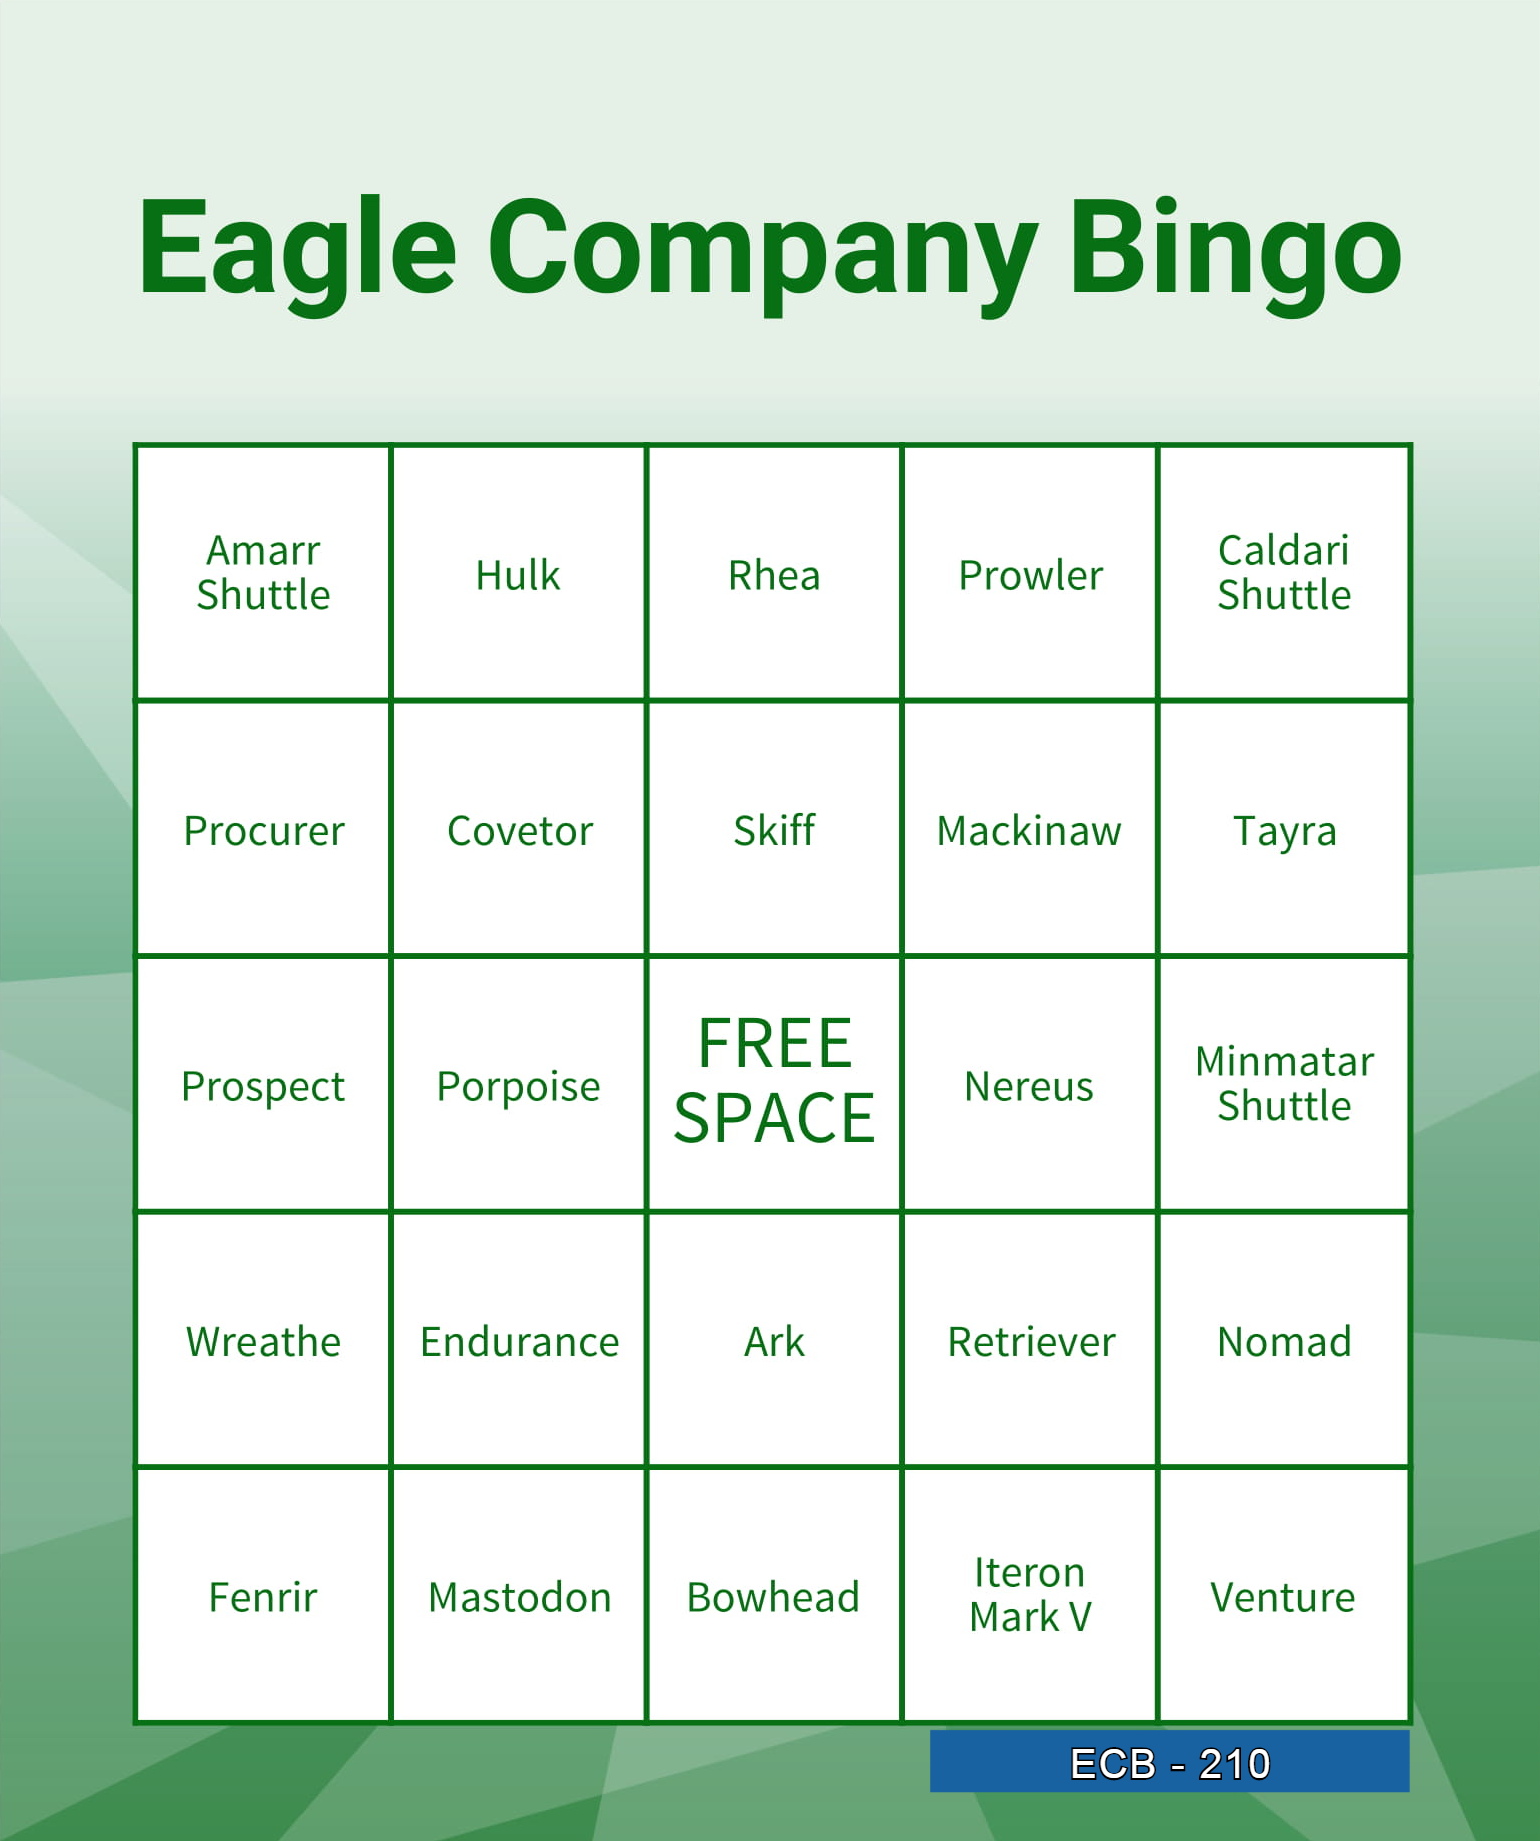 Eagle Company Bingo
Amarr
Shuttle
Hulk
Rhea
Prowler
Caldari
Shuttle
Procurer
Covetor
Skiff
Mackinaw
Tayra
Prospect
Porpoise
FREE
SPACE
Nereus
Minmatar
Shuttle
Wreathe
Endurance
Ark
Retriever
Nomad
Fenrir
Mastodon
Bowhead
Iteron
Mark V
Venture
ECB - 210